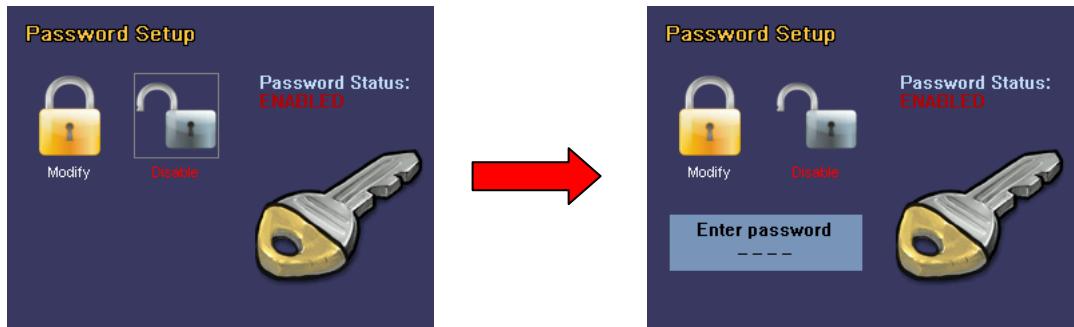 Password Setup
Password Status:
ENABLED
Modify
Disable
Password Setup
Password Status:
ENABLED
Modify
Disable
Enter password
_ _ _ _